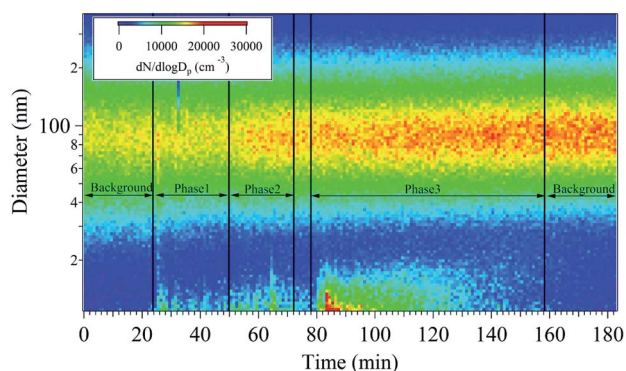 0 10000 20000 30000
dN/dlogDp (cm-3)
Diameter (nm)
2
100
8
6
4
2
Background Phase1 Phase2 Phase3 Background
0 20 40 60 80 100 120 140 160 180
Time (min)